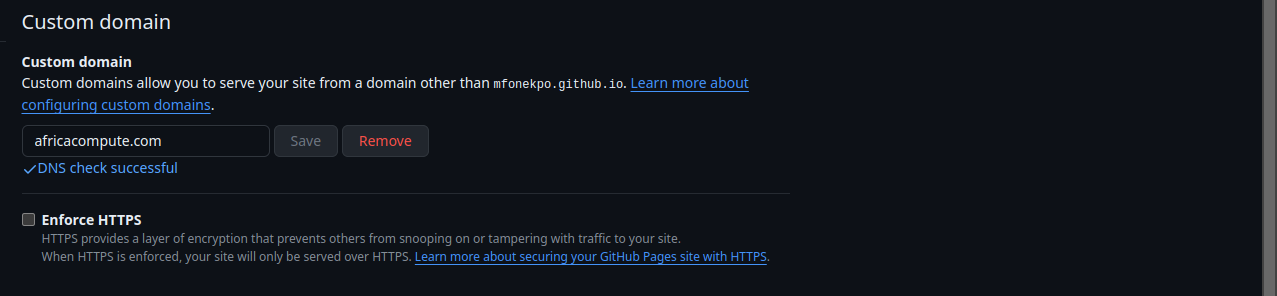 Custom domain
Custom domain
Custom domains allow you to serve your site from a domain other than mfonekpo.github.io. Learn more about
configuring custom domains.
africacompute.com Save Remove
DNS check successful
Enforce HTTPS
HTTPS provides a layer of encryption that prevents others from snooping on or tampering with traffic to your site.
When HTTPS is enforced, your site will only be served over HTTPS. Learn more about securing your GitHub Pages site with HTTPS.